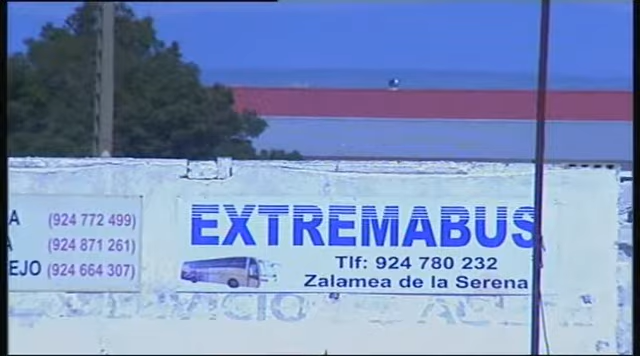 A (924 772 499)
A (924 871 261)
EJO (924 664 307)
EXTREMABUS
Tlf: 924 780 232
Zalamea de la Serena